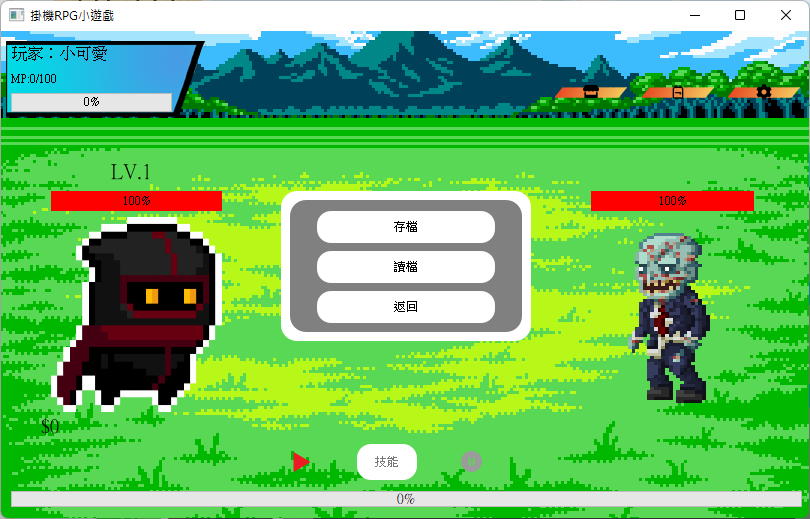 掛機RPG小遊戲
玩家：小可愛
MP:0/100
0%
LV.1
100%
100%
存檔
讀檔
返回
$0
技能
0%